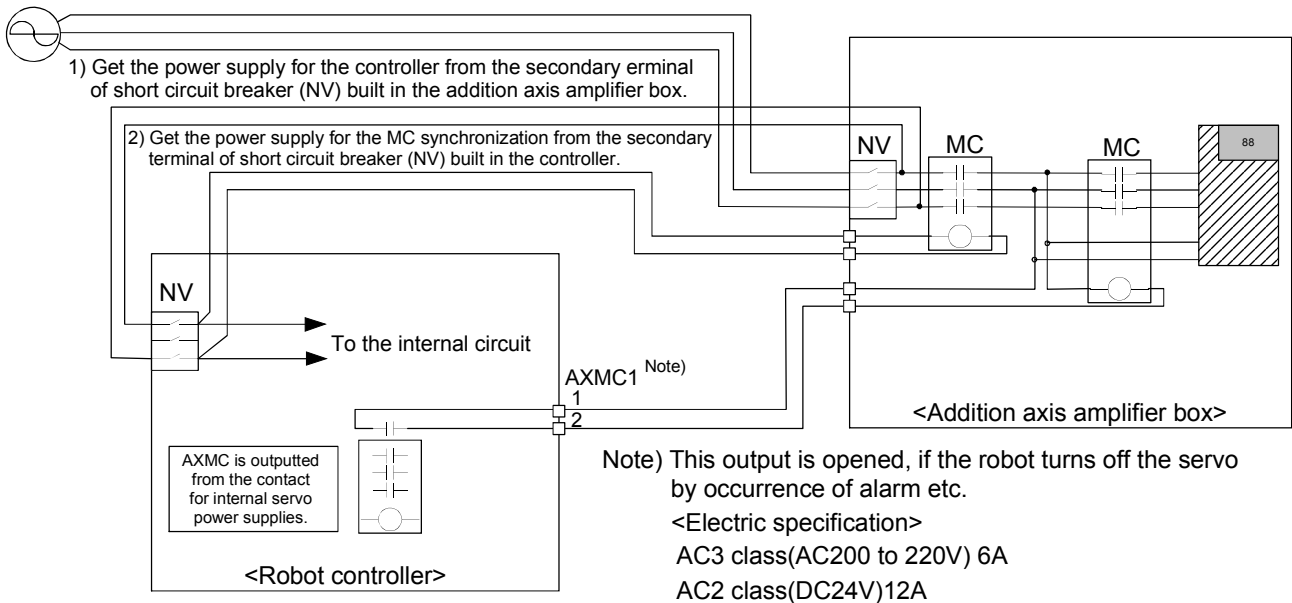 1) Get the power supply for the controller from the secondary erminal
of short circuit breaker (NV) built in the addition axis amplifier box.
2) Get the power supply for the MC synchronization from the secondary
terminal of short circuit breaker (NV) built in the controller.
NV
MC
MC
88
NV
To the internal circuit
AXMC1 Note)
1
2
<Addition axis amplifier box>
AXMC is outputted
from the contact
for internal servo
power supplies.
<Robot controller>
Note) This output is opened, if the robot turns off the servo
by occurrence of alarm etc.
<Electric specification>
AC3 class(AC200 to 220V) 6A
AC2 class(DC24V)12A